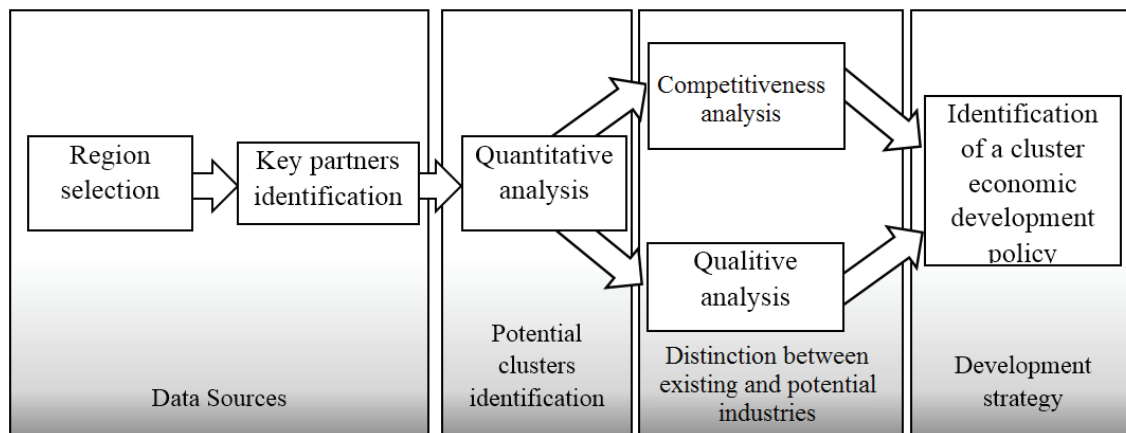 Region
selection
Key partners
identification
Quantitative
analysis
Competitiveness
analysis
Qualitive
analysis
Identification
of a cluster
economic
development
policy
Data Sources
Potential
clusters
identification
Distinction between
existing and potential
industries
Development
strategy